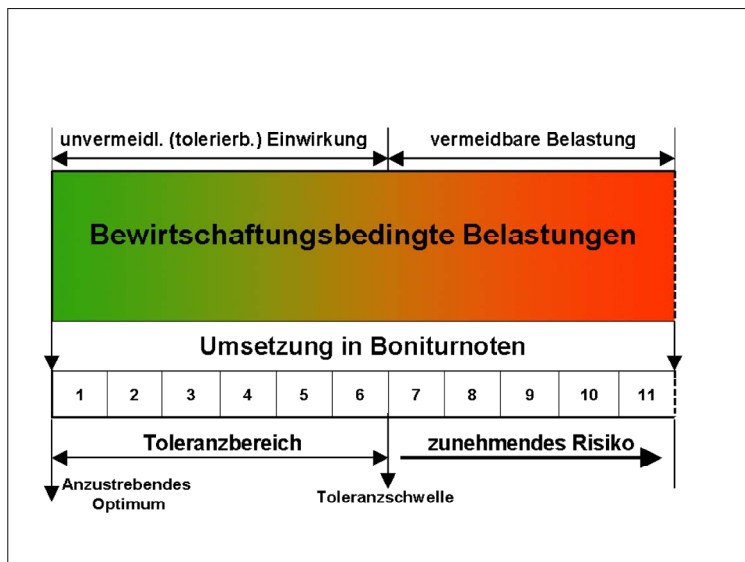 unvermeidl. (tolerierb.) Einwirkung vermeidbare Belastung
Bewirtschaftungsbedingte Belastungen
Umsetzung in Boniturnoten
1 2 3 4 5 6 7 8 9 10 11
Toleranzbereich zunehmendes Risiko
Anzustrebendes
Optimum
Toleranzschwelle